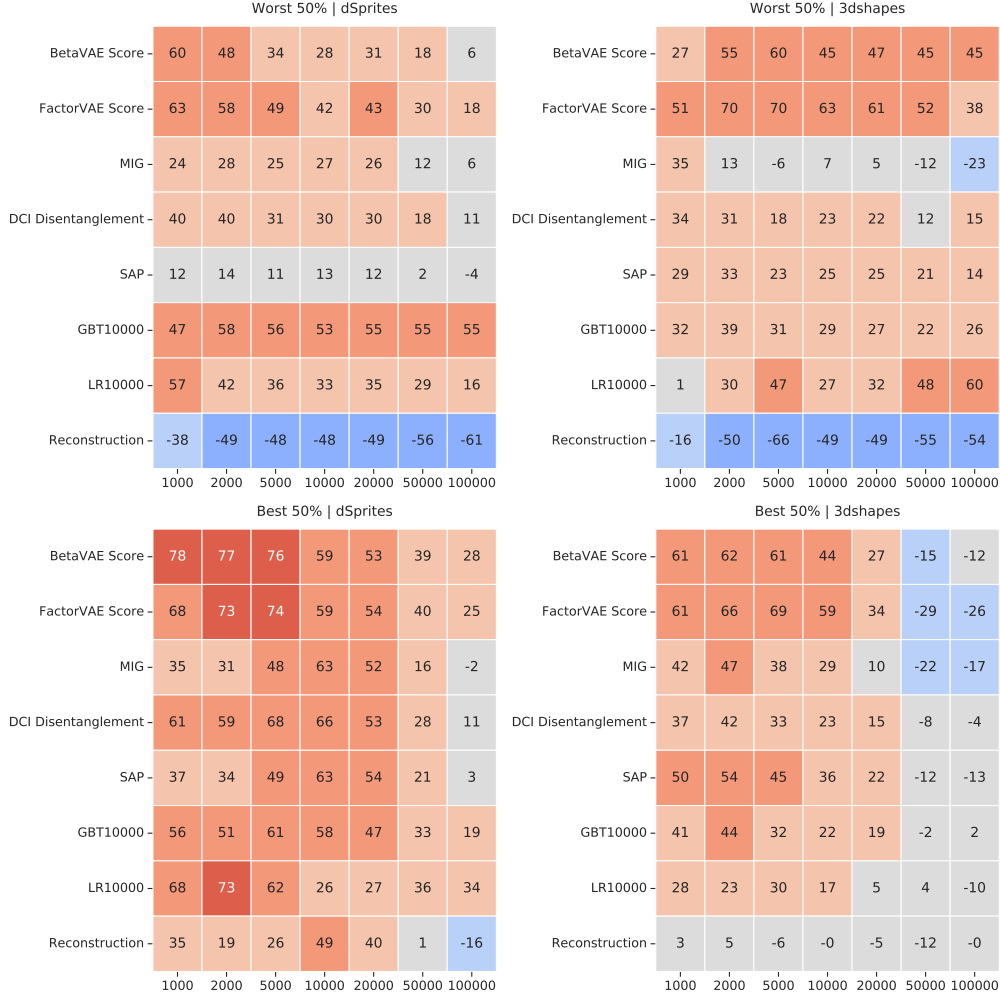 Worst 50% | dSprites
BetaVAE Score 60 48 34 28 31 18 6
FactorVAE Score 63 58 49 42 43 30 18
MIG 24 28 25 27 26 12 6
DCI Disentanglement 40 40 31 30 30 18 11
SAP 12 14 11 13 12 2 -4
GBT10000 47 58 56 53 55 55 55
LR10000 57 42 36 33 35 29 16
Reconstruction -38 -49 -48 -48 -49 -56 -61
1000 2000 5000 10000 20000 50000 100000
Worst 50% | 3dshapes
BetaVAE Score 27 55 60 45 47 45 45
FactorVAE Score 51 70 70 63 61 52 38
MIG 35 13 -6 7 5 -12 -23
DCI Disentanglement 34 31 18 23 22 12 15
SAP 29 33 23 25 25 21 14
GBT10000 32 39 31 29 27 22 26
LR10000 1 30 47 27 32 48 60
Reconstruction -16 -50 -66 -49 -49 -55 -54
1000 2000 5000 10000 20000 50000 100000
Best 50% | dSprites
BetaVAE Score 78 77 76 59 53 39 28
FactorVAE Score 68 73 74 59 54 40 25
MIG 35 31 48 63 52 16 -2
DCI Disentanglement 61 59 68 66 53 28 11
SAP 37 34 49 63 54 21 3
GBT10000 56 51 61 58 47 33 19
LR10000 68 73 62 26 27 36 34
Reconstruction 35 19 26 49 40 1 -16
1000 2000 5000 10000 20000 50000 100000
Best 50% | 3dshapes
BetaVAE Score 61 62 61 44 27 -15 -12
FactorVAE Score 61 66 69 59 34 -29 -26
MIG 42 47 38 29 10 -22 -17
DCI Disentanglement 37 42 33 23 15 -8 -4
SAP 50 54 45 36 22 -12 -13
GBT10000 41 44 32 22 19 -2 2
LR10000 28 23 30 17 5 4 -10
Reconstruction 3 5 -6 -0 -5 -12 -0
1000 2000 5000 10000 20000 50000 100000